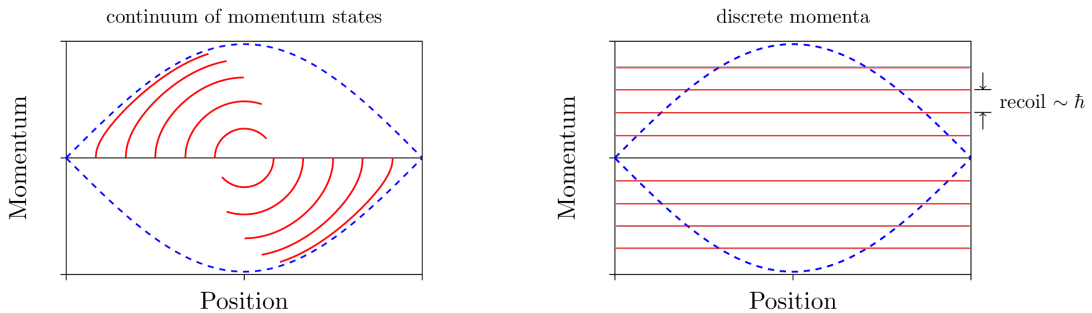 continuum of momentum states
discrete momenta
Momentum
Position
Momentum
Position
recoil ∼ ħ